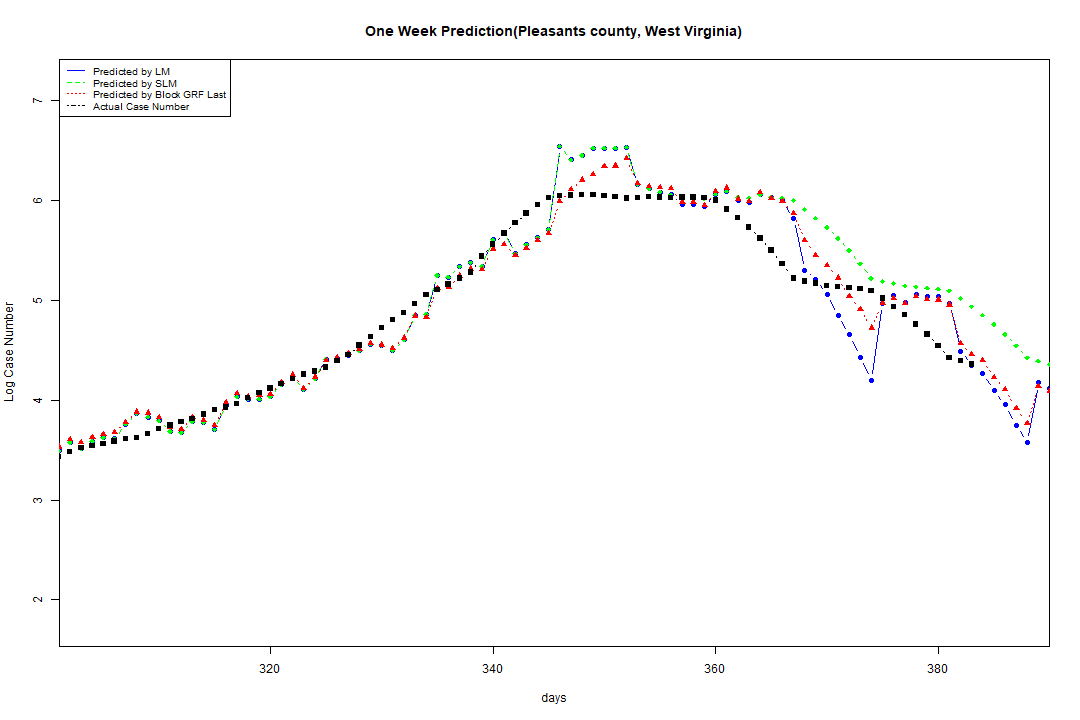 One Week Prediction(Pleasants county, West Virginia)
Predicted by LM
Predicted by SLM
Predicted by Block GRF Last
Actual Case Number
7
6
5
4
3
2
Log Case Number
320 340 360 380
days